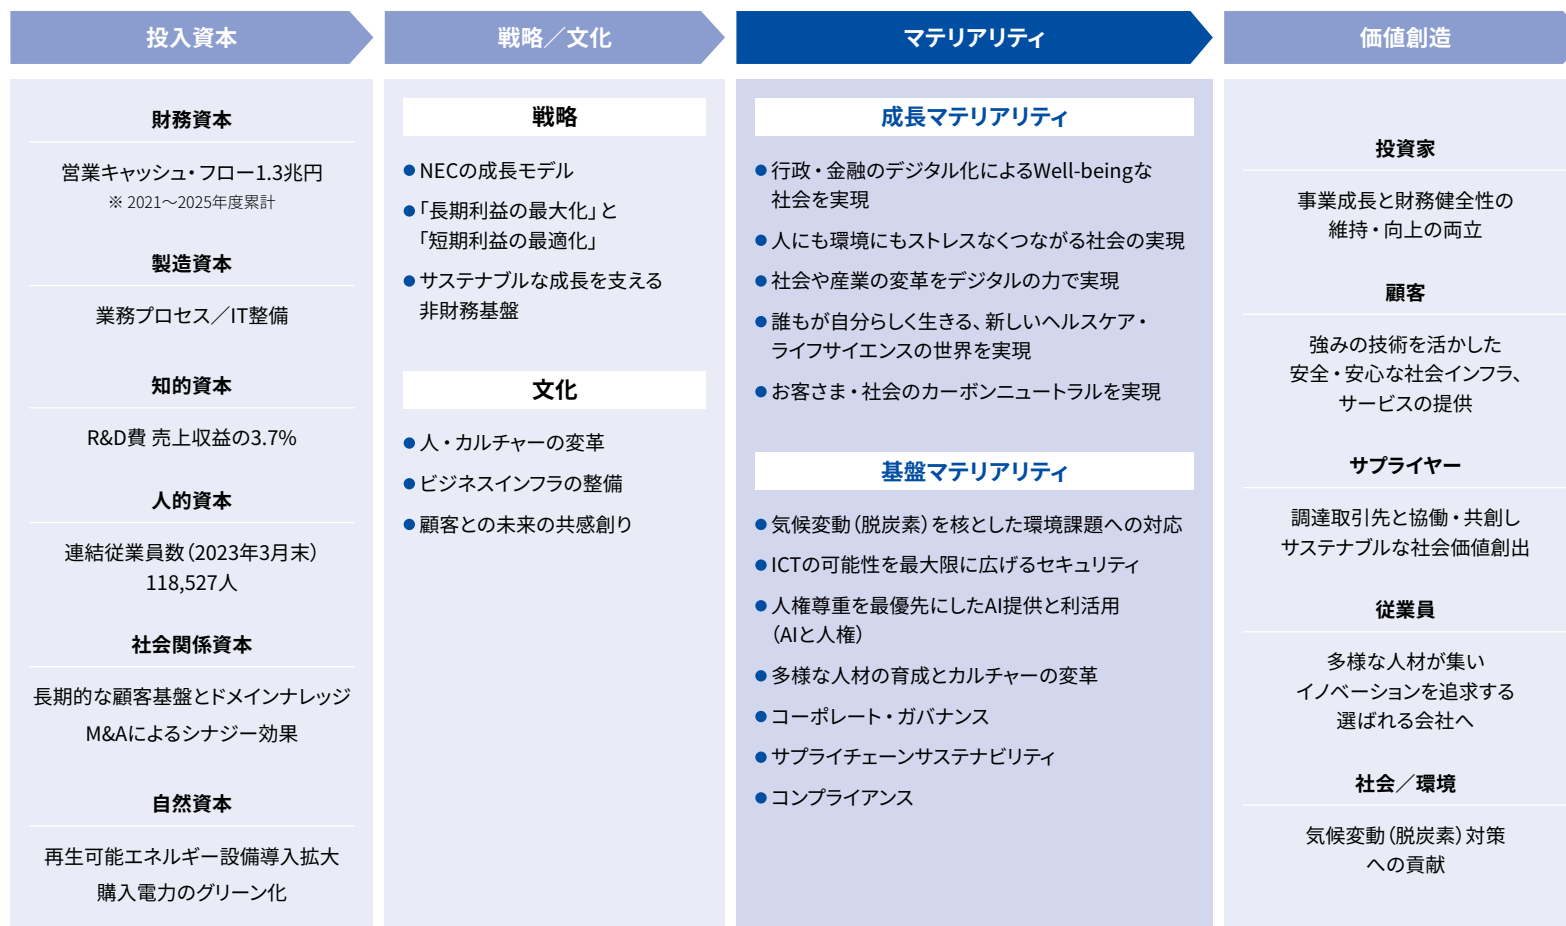 投入資本
財務資本
営業キャッシュ・フロー1.3兆円
※ 2021～2025年度累計
製造資本
業務プロセス／IT整備
知的資本
R&D費 売上収益の3.7%
人的資本
連結従業員数（2023年3月末）
118,527人
社会関係資本
長期的な顧客基盤とドメインナレッジ
M&Aによるシナジー効果
自然資本
再生可能エネルギー設備導入拡大
購入電力のグリーン化
戦略／文化
戦略
●NECの成長モデル
●「長期利益の最大化」と
「短期利益の最適化」
●サステナブルな成長を支える
非財務基盤
文化
●人・カルチャーの変革
●ビジネスインフラの整備
●顧客との未来の共感創り
マテリアリティ
成長マテリアリティ
●行政・金融のデジタル化によるWell-beingな
社会を実現
●人にも環境にもストレスなくつながる社会の実現
●社会や産業の変革をデジタルの力で実現
●誰もが自分らしく生きる、新しいヘルスケア・
ライフサイエンスの世界を実現
●お客さま・社会のカーボンニュートラルを実現
基盤マテリアリティ
●気候変動（脱炭素）を核とした環境課題への対応
●ICTの可能性を最大限に広げるセキュリティ
●人権尊重を最優先にしたAI提供と利活用
（AIと人権）
●多様な人材の育成とカルチャーの変革
●コーポレート・ガバナンス
●サプライチェーンサステナビリティ
●コンプライアンス
価値創造
投資家
事業成長と財務健全性の
維持・向上の両立
顧客
強みの技術を活かした
安全・安心な社会インフラ、
サービスの提供
サプライヤー
調達取引先と協働・共創し
サステナブルな社会価値創出
従業員
多様な人材が集い
イノベーションを追求する
選ばれる会社へ
社会／環境
気候変動（脱炭素）対策
への貢献